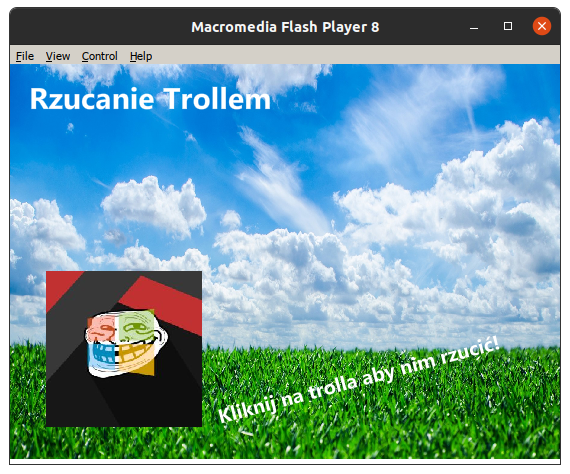 Macromedia Flash Player 8
File View Control Help
Rzucanie Trollem
Kliknij na trolla aby nim rzucić!